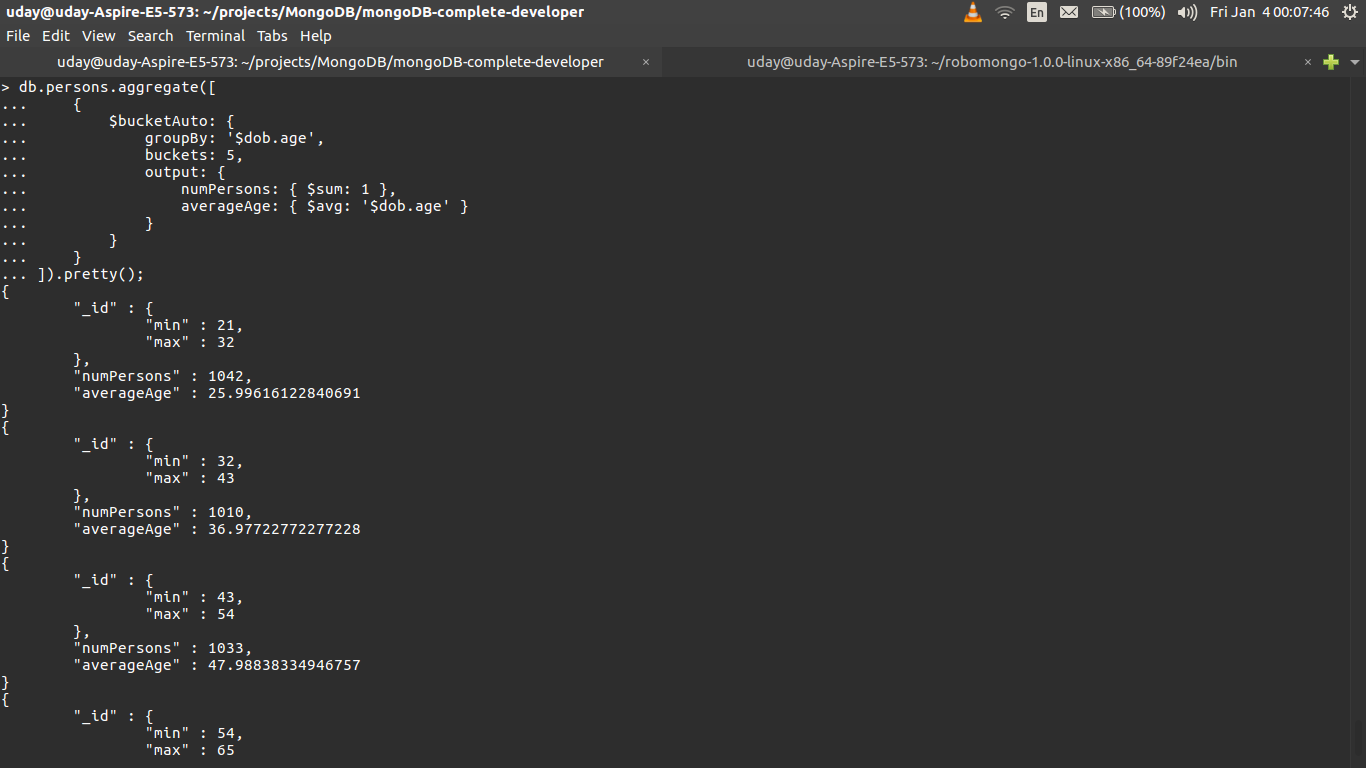 uday@uday-Aspire-E5-573: ~/projects/MongoDB/mongoDB-complete-developer
En (100%) Fri Jan 4 00:07:46
File Edit View Search Terminal Tabs Help
uday@uday-Aspire-E5-573: ~/projects/MongoDB/mongoDB-complete-developer × uday@uday-Aspire-E5-573: ~/robomongo-1.0.0-linux-x86_64-89f24ea/bin ×
> db.persons.aggregate([
...     {
...         $bucketAuto: {
...             groupBy: '$dob.age',
...             buckets: 5,
...             output: {
...                 numPersons: { $sum: 1 },
...                 averageAge: { $avg: '$dob.age' }
...             }
...         }
...     }
... ]).pretty();
{
        "_id" : {
                "min" : 21,
                "max" : 32
        },
        "numPersons" : 1042,
        "averageAge" : 25.99616122840691
}
{
        "_id" : {
                "min" : 32,
                "max" : 43
        },
        "numPersons" : 1010,
        "averageAge" : 36.97722772277228
}
{
        "_id" : {
                "min" : 43,
                "max" : 54
        },
        "numPersons" : 1033,
        "averageAge" : 47.98838334946757
}
{
        "_id" : {
                "min" : 54,
                "max" : 65